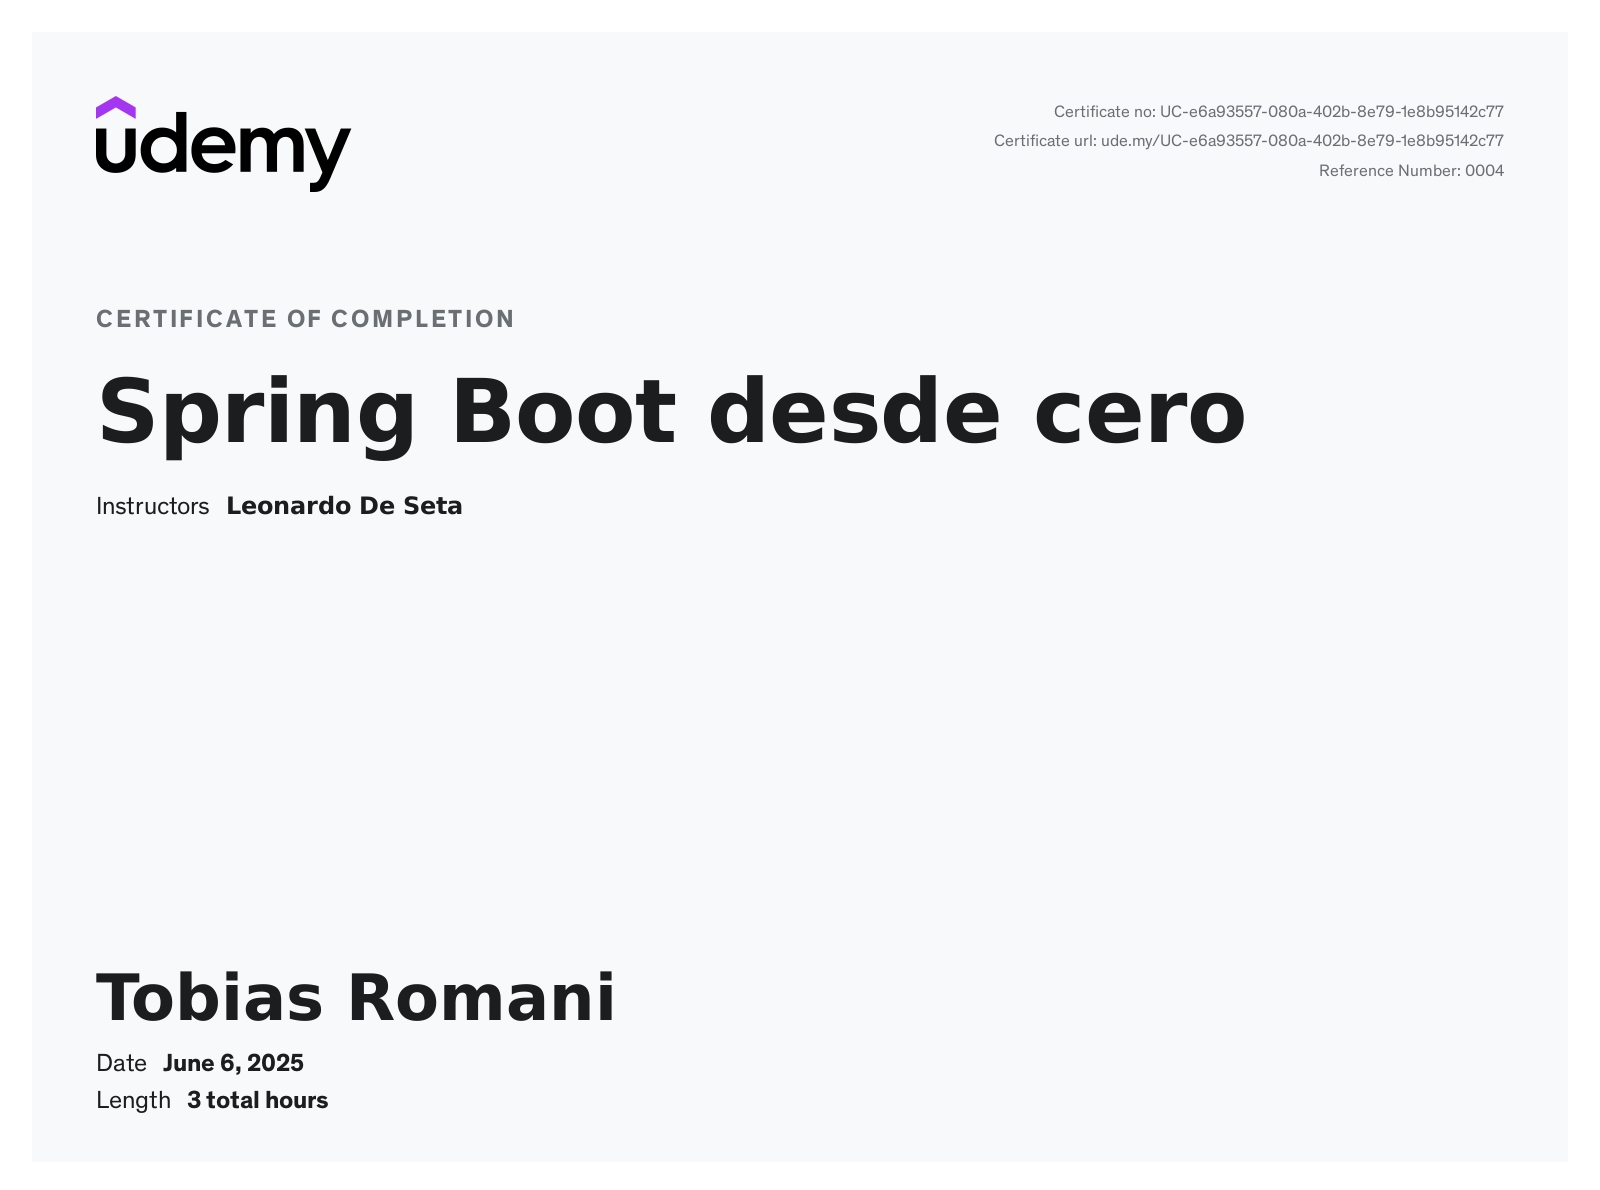 udemy
Certificate no: UC-e6a93557-080a-402b-8e79-1e8b95142c77
Certificate url: ude.my/UC-e6a93557-080a-402b-8e79-1e8b95142c77
Reference Number: 0004
CERTIFICATE OF COMPLETION
Spring Boot desde cero
Instructors Leonardo De Seta
Tobias Romani
Date June 6, 2025
Length 3 total hours